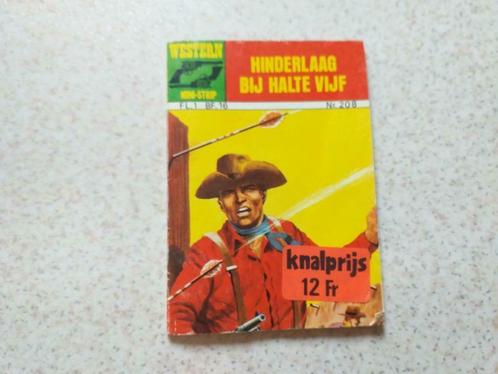 WESTERN
MINI-STRIP
HINDERLAAG
BIJ HALTE VIJF
FL.1 BF.16 Nr. 208
knalprijs
12 Fr